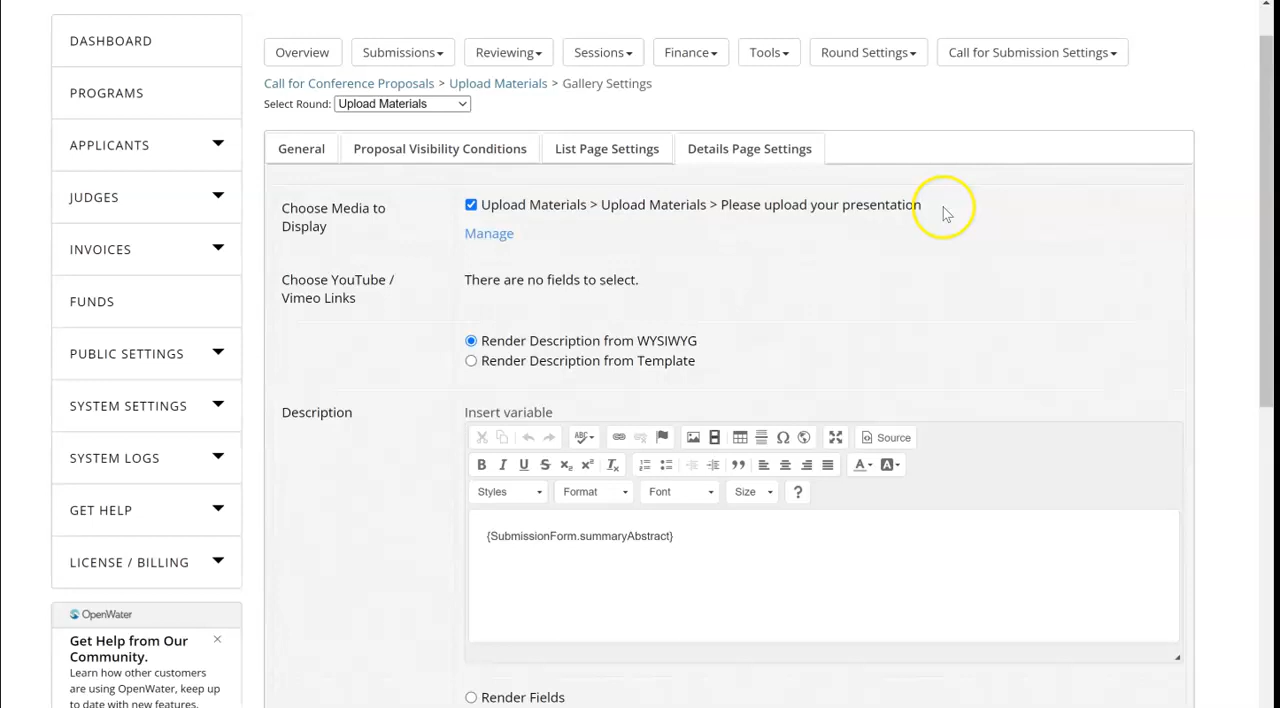 DASHBOARD
PROGRAMS
APPLICANTS
JUDGES
INVOICES
FUNDS
PUBLIC SETTINGS
SYSTEM SETTINGS
SYSTEM LOGS
GET HELP
LICENSE / BILLING
OpenWater
Get Help from Our
Community.
Learn how other customers
are using OpenWater, keep up
to date with new features.
Overview Submissions Reviewing Sessions Finance Tools Round Settings Call for Submission Settings
Call for Conference Proposals > Upload Materials > Gallery Settings
Select Round: Upload Materials
General Proposal Visibility Conditions List Page Settings Details Page Settings
Choose Media to
Display
Upload Materials > Upload Materials > Please upload your presentation
Manage
Choose YouTube /
Vimeo Links
There are no fields to select.
Render Description from WYSIWYG
Render Description from Template
Description
Insert variable
ABC Source
B I U S x₂ x² Tx A A
Styles Format Font Size ?
{SubmissionForm.summaryAbstract}
Render Fields